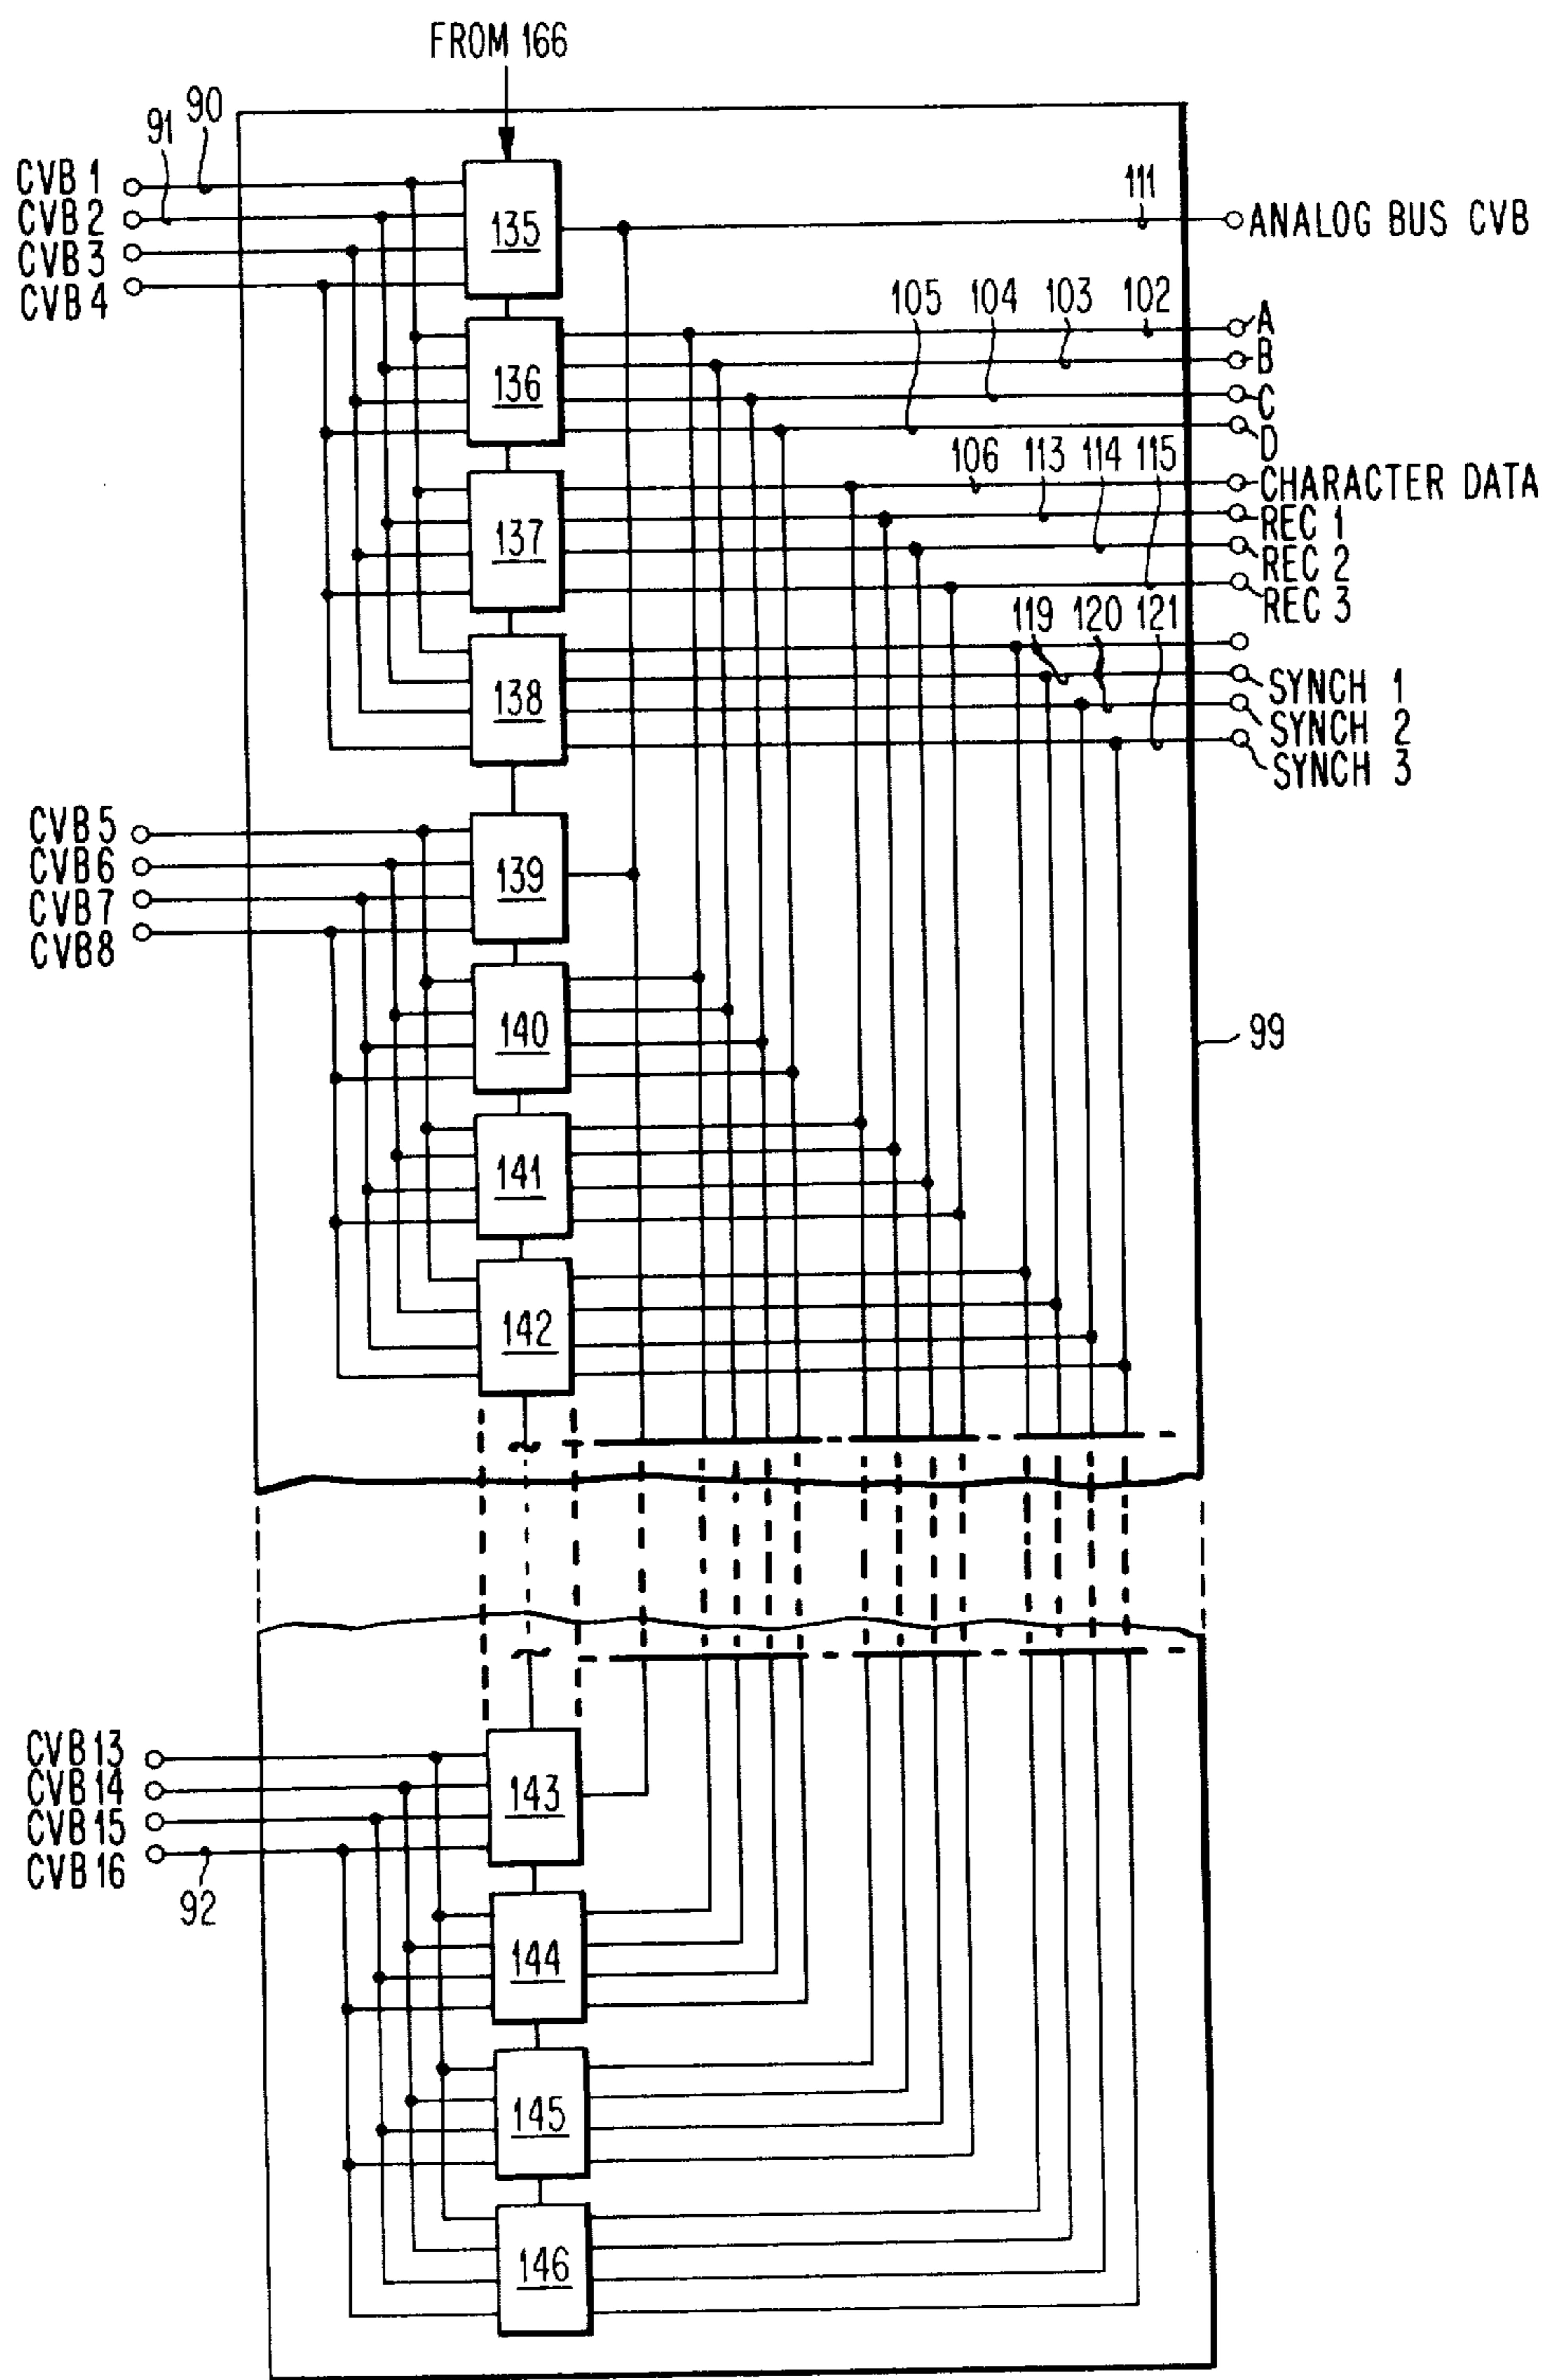 FROM 166
90
91
CVB 1
CVB 2
CVB 3
CVB 4
135
111
ANALOG BUS CVB
105 104 103 102
A
B
C
D
136
106 113 114 115
CHARACTER DATA
REC 1
REC 2
REC 3
137
119 120 121
SYNCH 1
SYNCH 2
SYNCH 3
138
CVB 5
CVB 6
CVB 7
CVB 8
139
140
99
141
142
CVB 13
CVB 14
CVB 15
CVB 16
92
143
144
145
146